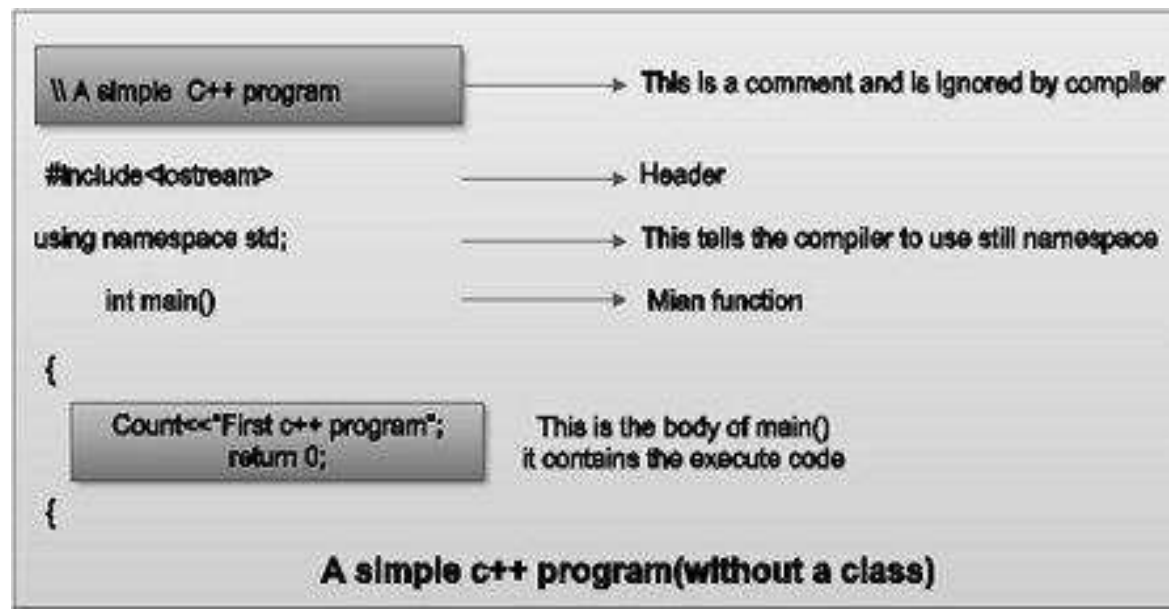 \\ A simple C++ program
This is a comment and is ignored by compiler
#include<iostream>
Header
using namespace std;
This tells the compiler to use still namespace
int main()
Mian function
{
Count<<"First c++ program";
return 0;
This is the body of main()
it contains the execute code
{
A simple c++ program(without a class)